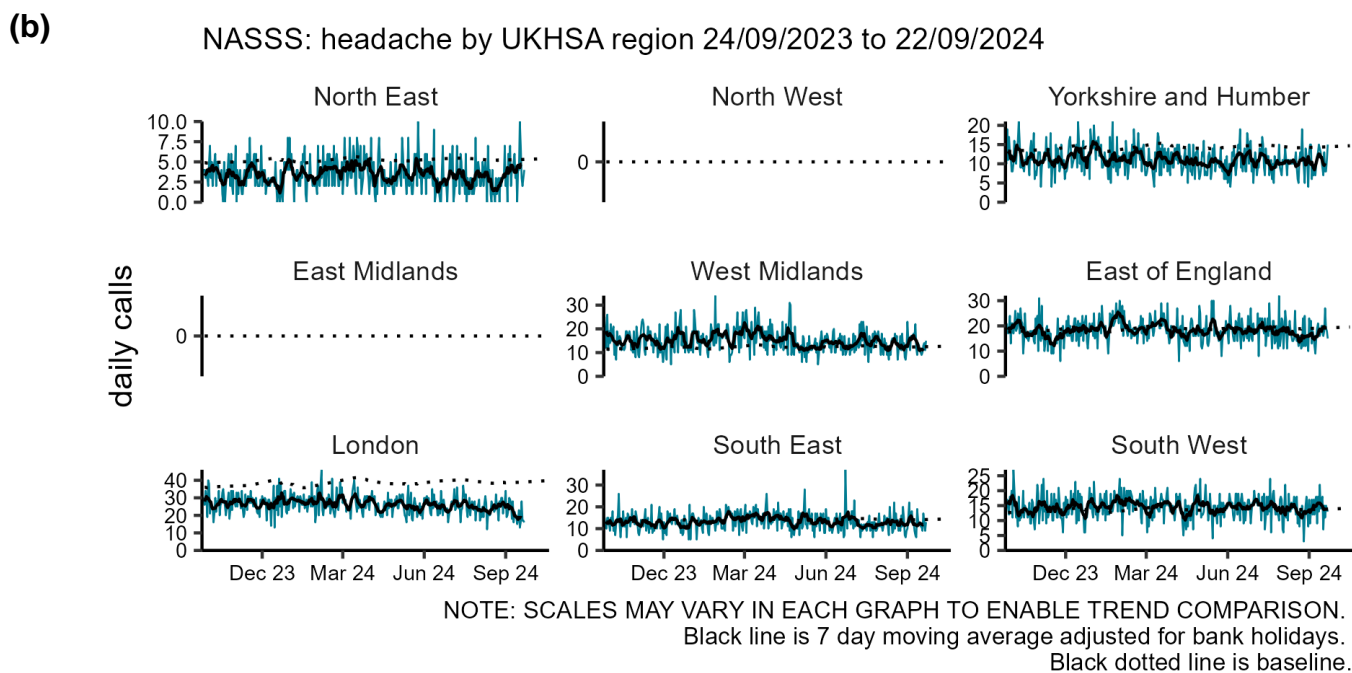 (b)
NASSS: headache by UKHSA region 24/09/2023 to 22/09/2024
North East
North West
Yorkshire and Humber
10.0
7.5
5.0
2.5
0.0
0
20
15
10
5
0
East Midlands
West Midlands
East of England
daily calls
0
30
20
10
0
30
20
10
0
London
South East
South West
40
30
20
10
0
30
20
10
0
25
20
15
10
5
0
Dec 23 Mar 24 Jun 24 Sep 24
Dec 23 Mar 24 Jun 24 Sep 24
Dec 23 Mar 24 Jun 24 Sep 24
NOTE: SCALES MAY VARY IN EACH GRAPH TO ENABLE TREND COMPARISON.
Black line is 7 day moving average adjusted for bank holidays.
Black dotted line is baseline.